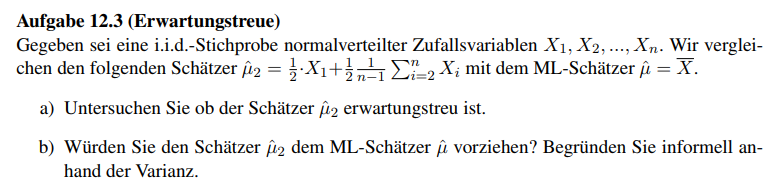 Aufgabe 12.3 (Erwartungstreue)
Gegeben sei eine i.i.d.-Stichprobe normalverteilter Zufallsvariablen X₁, X₂, ..., Xₙ. Wir verglei-
chen den folgenden Schätzer μ̂₂ = ½·X₁+½ 1/(n−1) ∑ⁿᵢ₌₂ Xᵢ mit dem ML-Schätzer μ̂ = X̅.
a) Untersuchen Sie ob der Schätzer μ̂₂ erwartungstreu ist.
b) Würden Sie den Schätzer μ̂₂ dem ML-Schätzer μ̂ vorziehen? Begründen Sie informell an-
hand der Varianz.